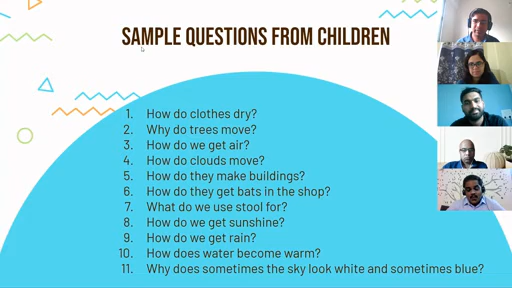 SAMPLE QUESTIONS FROM CHILDREN
1. How do clothes dry?
2. Why do trees move?
3. How do we get air?
4. How do clouds move?
5. How do they make buildings?
6. How do they get bats in the shop?
7. What do we use stool for?
8. How do we get sunshine?
9. How do we get rain?
10. How does water become warm?
11. Why does sometimes the sky look white and sometimes blue?